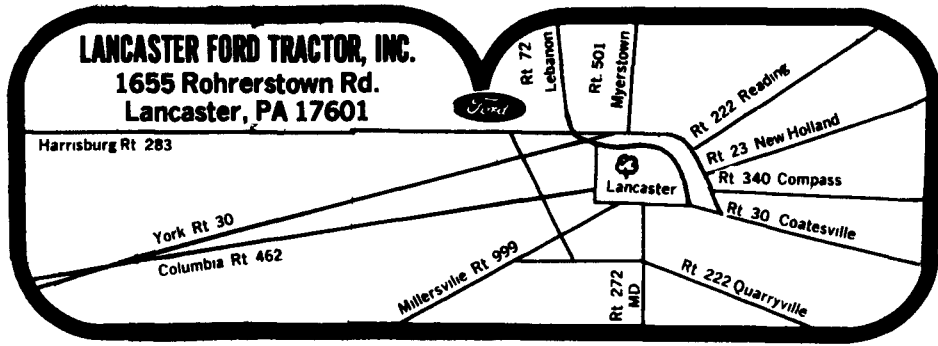 LANCASTER FORD TRACTOR, INC.
1655 Rohrerstown Rd.
Lancaster, PA 17601
Ford
Rt 72
Lebanon
Rt. 501
Myerstown
Rt 222 Reading
Rt 23 New Holland
Rt 340 Compass
Rt 30 Coatesville
Harrisburg Rt 283
Lancaster
York Rt 30
Columbia Rt 462
Millersville Rt 999
Rt 272
MD
Rt 222 Quarryville